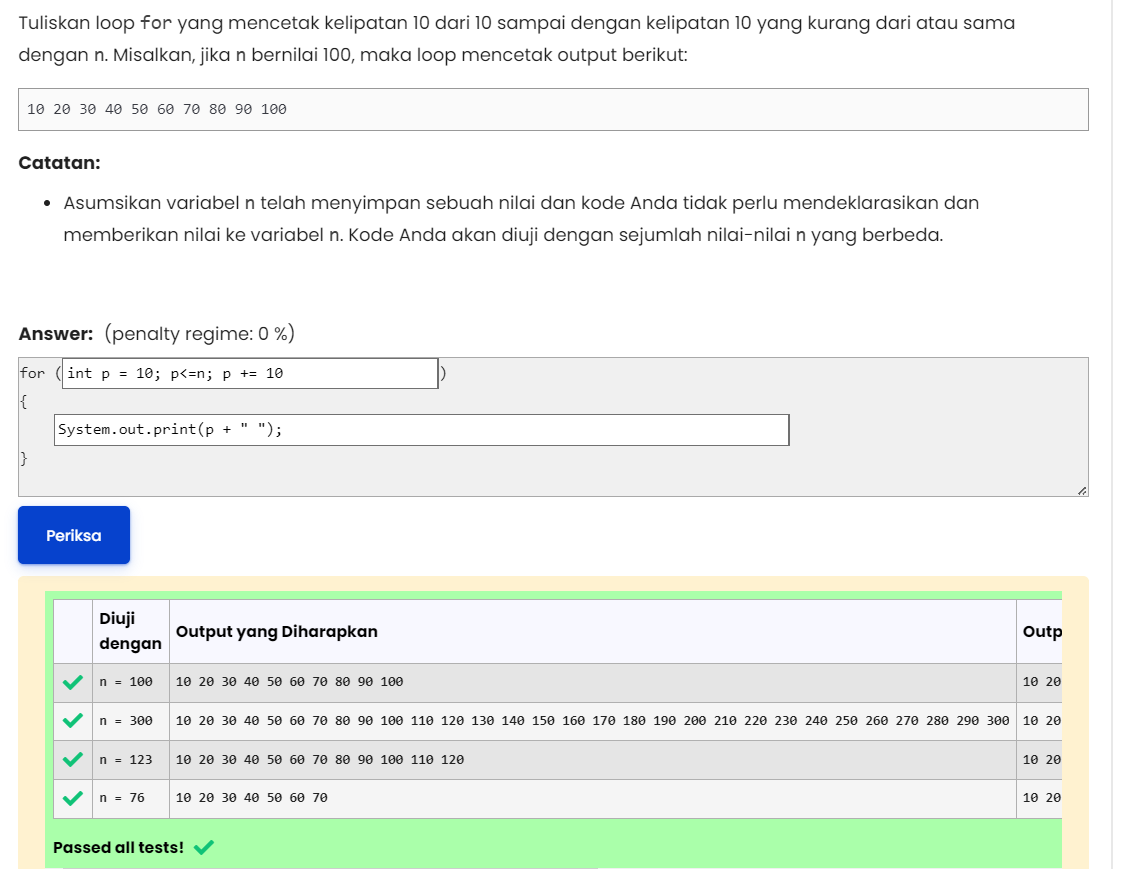 Tuliskan loop for yang mencetak kelipatan 10 dari 10 sampai dengan kelipatan 10 yang kurang dari atau sama
dengan n. Misalkan, jika n bernilai 100, maka loop mencetak output berikut:
10 20 30 40 50 60 70 80 90 100
Catatan:
• Asumsikan variabel n telah menyimpan sebuah nilai dan kode Anda tidak perlu mendeklarasikan dan
memberikan nilai ke variabel n. Kode Anda akan diuji dengan sejumlah nilai-nilai n yang berbeda.
Answer: (penalty regime: 0 %)
for (int p = 10; p<=n; p += 10)
{
System.out.print(p + " ");
}
Periksa
Diuji
dengan
Output yang Diharapkan
Outp
n = 100 10 20 30 40 50 60 70 80 90 100 10 20
n = 300 10 20 30 40 50 60 70 80 90 100 110 120 130 140 150 160 170 180 190 200 210 220 230 240 250 260 270 280 290 300 10 20
n = 123 10 20 30 40 50 60 70 80 90 100 110 120 10 20
n = 76 10 20 30 40 50 60 70 10 20
Passed all tests!